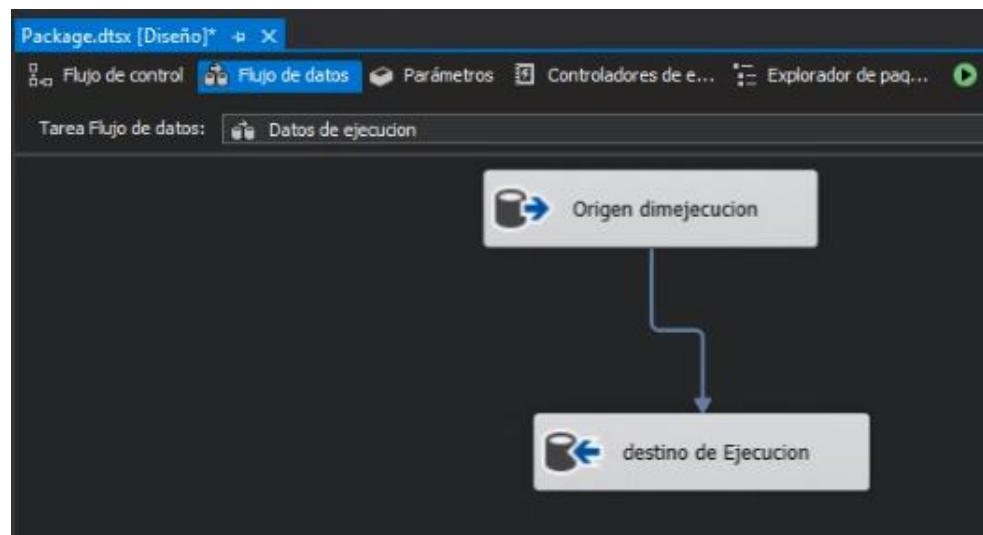 Package.dtsx [Diseño]*
Flujo de control Flujo de datos Parámetros Controladores de e... Explorador de paq...
Tarea Flujo de datos: Datos de ejecucion
Origen dimejecucion
destino de Ejecucion